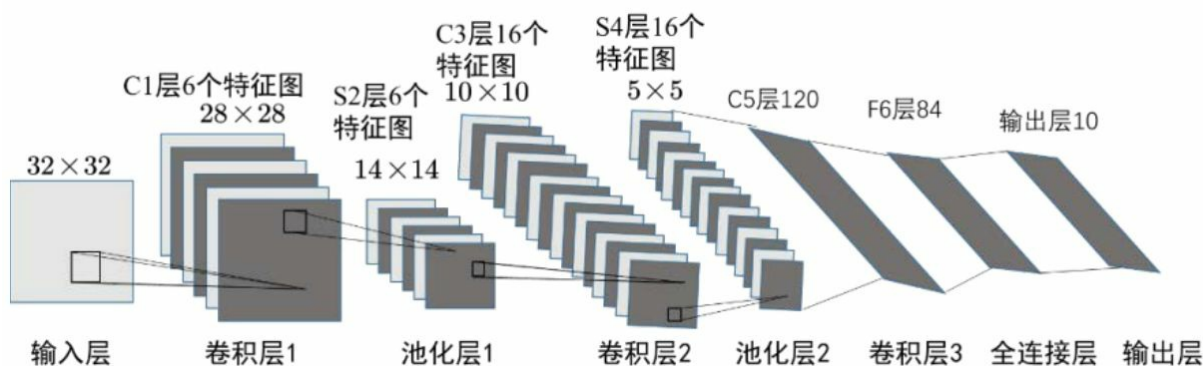 32×32
C1层6个特征图
28×28
S2层6个
特征图
14×14
C3层16个
特征图
10×10
S4层16个
特征图
5×5
C5层120
F6层84
输出层10
输入层
卷积层1
池化层1
卷积层2
池化层2
卷积层3
全连接层
输出层